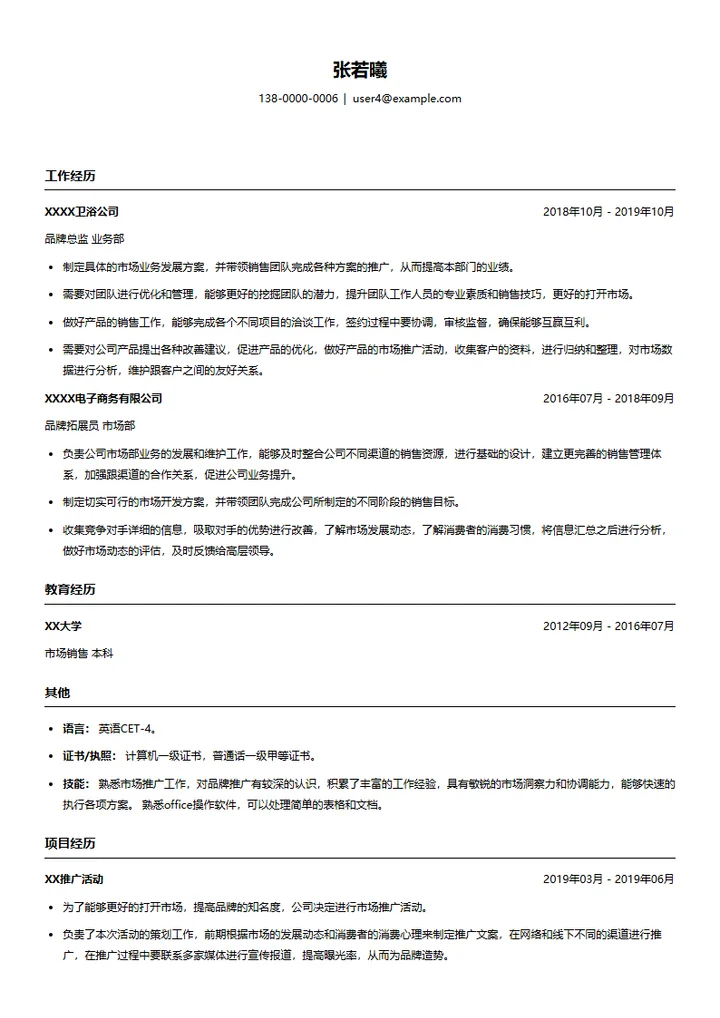 张若曦
138-0000-0006 | user4@example.com
工作经历
XXXX卫浴公司 2018年10月 - 2019年10月
品牌总监 业务部
• 制定具体的市场业务发展方案，并带领销售团队完成各种方案的推广，从而提高本部门的业绩。
• 需要对团队进行优化和管理，能够更好的挖掘团队的潜力，提升团队工作人员的专业素质和销售技巧，更好的打开市场。
• 做好产品的销售工作，能够完成各个不同项目的洽谈工作，签约过程中要协调，审核监督，确保能够互赢互利。
• 需要对公司产品提出各种改善建议，促进产品的优化，做好产品的市场推广活动，收集客户的资料，进行归纳和整理，对市场数
据进行分析，维护跟客户之间的友好关系。
XXXX电子商务有限公司 2016年07月 - 2018年09月
品牌拓展员 市场部
• 负责公司市场部业务的发展和维护工作，能够及时整合公司不同渠道的销售资源，进行基础的设计，建立更完善的销售管理体
系，加强跟渠道的合作关系，促进公司业务提升。
• 制定切实可行的市场开发方案，并带领团队完成公司所制定的不同阶段的销售目标。
• 收集竞争对手详细的信息，吸取对手的优势进行改善，了解市场发展动态，了解消费者的消费习惯，将信息汇总之后进行分析，
做好市场动态的评估，及时反馈给高层领导。
教育经历
XX大学 2012年09月 - 2016年07月
市场销售 本科
其他
• 语言： 英语CET-4。
• 证书/执照： 计算机一级证书，普通话一级甲等证书。
• 技能： 熟悉市场推广工作，对品牌推广有较深的认识，积累了丰富的工作经验，具有敏锐的市场洞察力和协调能力，能够快速的
执行各项方案。 熟悉office操作软件，可以处理简单的表格和文档。
项目经历
XX推广活动 2019年03月 - 2019年06月
• 为了能够更好的打开市场，提高品牌的知名度，公司决定进行市场推广活动。
• 负责了本次活动的策划工作，前期根据市场的发展动态和消费者的消费心理来制定推广文案，在网络和线下不同的渠道进行推
广，在推广过程中要联系多家媒体进行宣传报道，提高曝光率，从而为品牌造势。